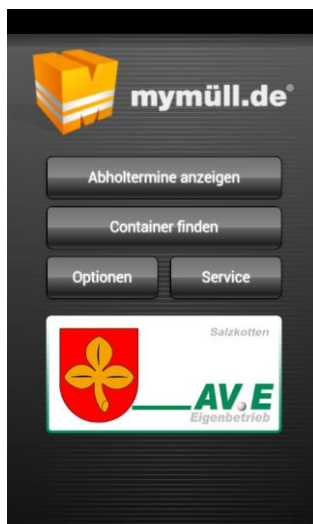 mymüll.de®
Abholtermine anzeigen
Container finden
Optionen
Service
Salzkotten
AV.E
Eigenbetrieb